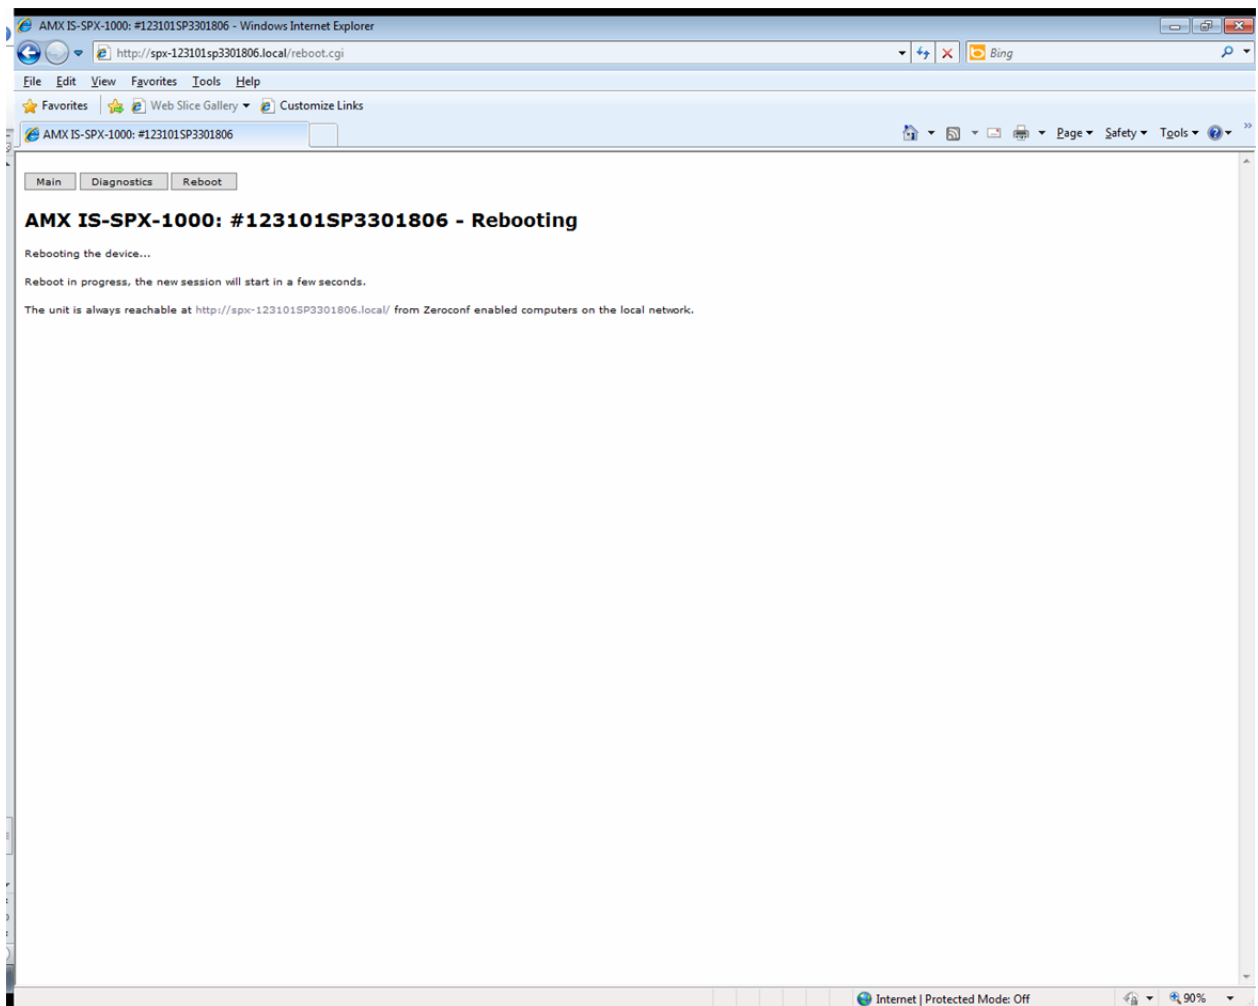 AMX IS-SPX-1000: #123101SP3301806 - Windows Internet Explorer
http://spx-123101sp3301806.local/reboot.cgi
Bing
File Edit View Favorites Tools Help
Favorites Web Slice Gallery Customize Links
AMX IS-SPX-1000: #123101SP3301806
Page Safety Tools
Main Diagnostics Reboot
AMX IS-SPX-1000: #123101SP3301806 - Rebooting
Rebooting the device...
Reboot in progress, the new session will start in a few seconds.
The unit is always reachable at http://spx-123101SP3301806.local/ from Zeroconf enabled computers on the local network.
Internet | Protected Mode: Off
90%